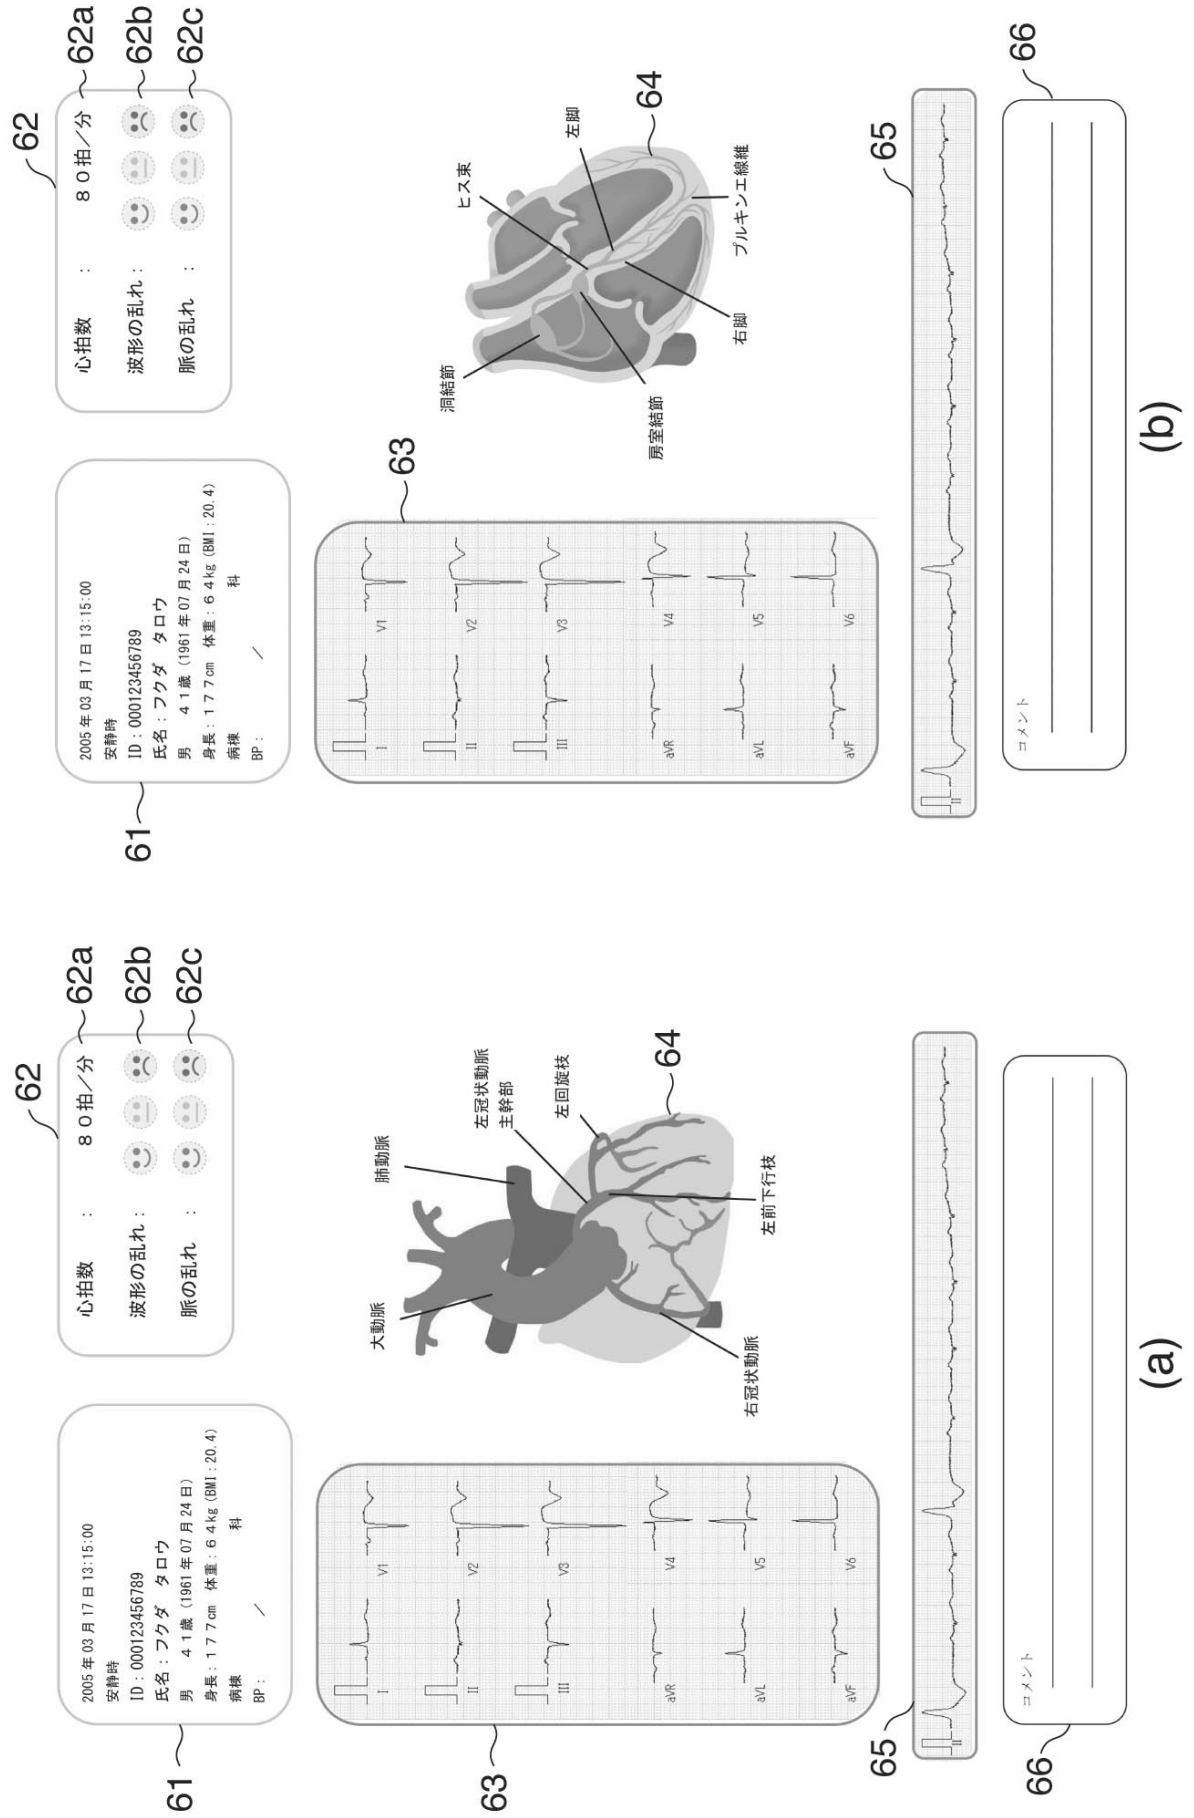 61
2005年03月17日 13:15:00
安静時
ID：000123456789
氏名：フクダ　タロウ
男　41歳（1961年07月24日）
身長：177cm　体重：64kg（BMI：20.4）
病棟　　　科
BP：　　／
62
心拍数　：　80拍／分
62a
波形の乱れ：
62b
脈の乱れ　：
62c
63
I
V1
II
V2
III
V3
aVR
V4
aVL
V5
aVF
V6
大動脈
肺動脈
左冠状動脈
主幹部
左回旋枝
64
左前下行枝
右冠状動脈
65
II
66
コメント
(a)
61
2005年03月17日 13:15:00
安静時
ID：000123456789
氏名：フクダ　タロウ
男　41歳（1961年07月24日）
身長：177cm　体重：64kg（BMI：20.4）
病棟　　　科
BP：　　／
62
心拍数　：　80拍／分
62a
波形の乱れ：
62b
脈の乱れ　：
62c
63
I
V1
II
V2
III
V3
aVR
V4
aVL
V5
aVF
V6
洞結節
ヒス束
左脚
64
房室結節
右脚
プルキンエ線維
65
II
66
コメント
(b)